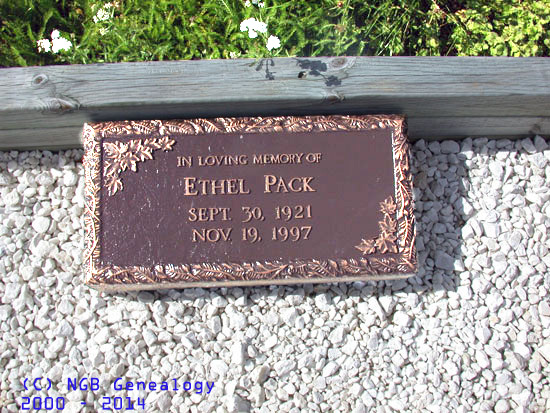 IN LOVING MEMORY OF
ETHEL PACK
SEPT. 30, 1921
NOV. 19, 1997
(C) NGB Genealogy
2000 - 2014